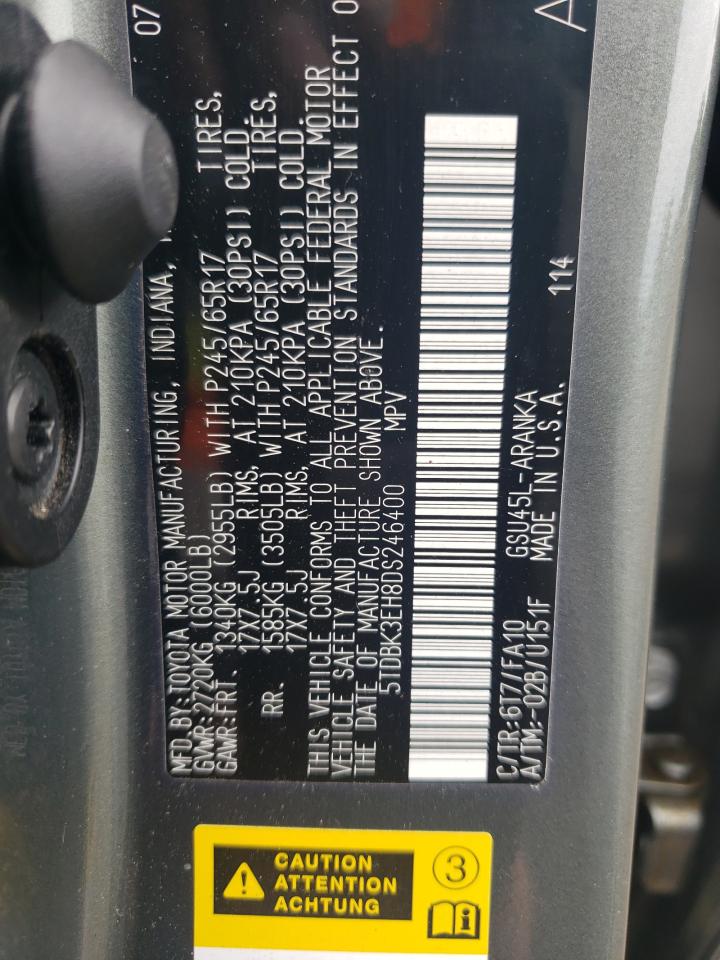 07
MFD.BY:TOYOTA MOTOR MANUFACTURING, INDIANA,
GVWR:2720KG (6000LB)
GAWR:FRT. 1340KG (2955LB) WITH P245/65R17 TIRES,
17X7.5J RIMS, AT 210KPA (30PSI) COLD.
RR. 1585KG (3505LB) WITH P245/65R17 TIRES,
17X7.5J RIMS, AT 210KPA (30PSI) COLD.
THIS VEHICLE CONFORMS TO ALL APPLICABLE FEDERAL MOTOR
VEHICLE SAFETY AND THEFT PREVENTION STANDARDS IN EFFECT O
THE DATE OF MANUFACTURE SHOWN ABOVE.
5TDBK3EH8DS246400 MPV
A
C/TR:6T7/FA10 GSU45L-ARANKA 114
A/TM:-02B/U151F MADE IN U.S.A.
CAUTION
ATTENTION
ACHTUNG
3